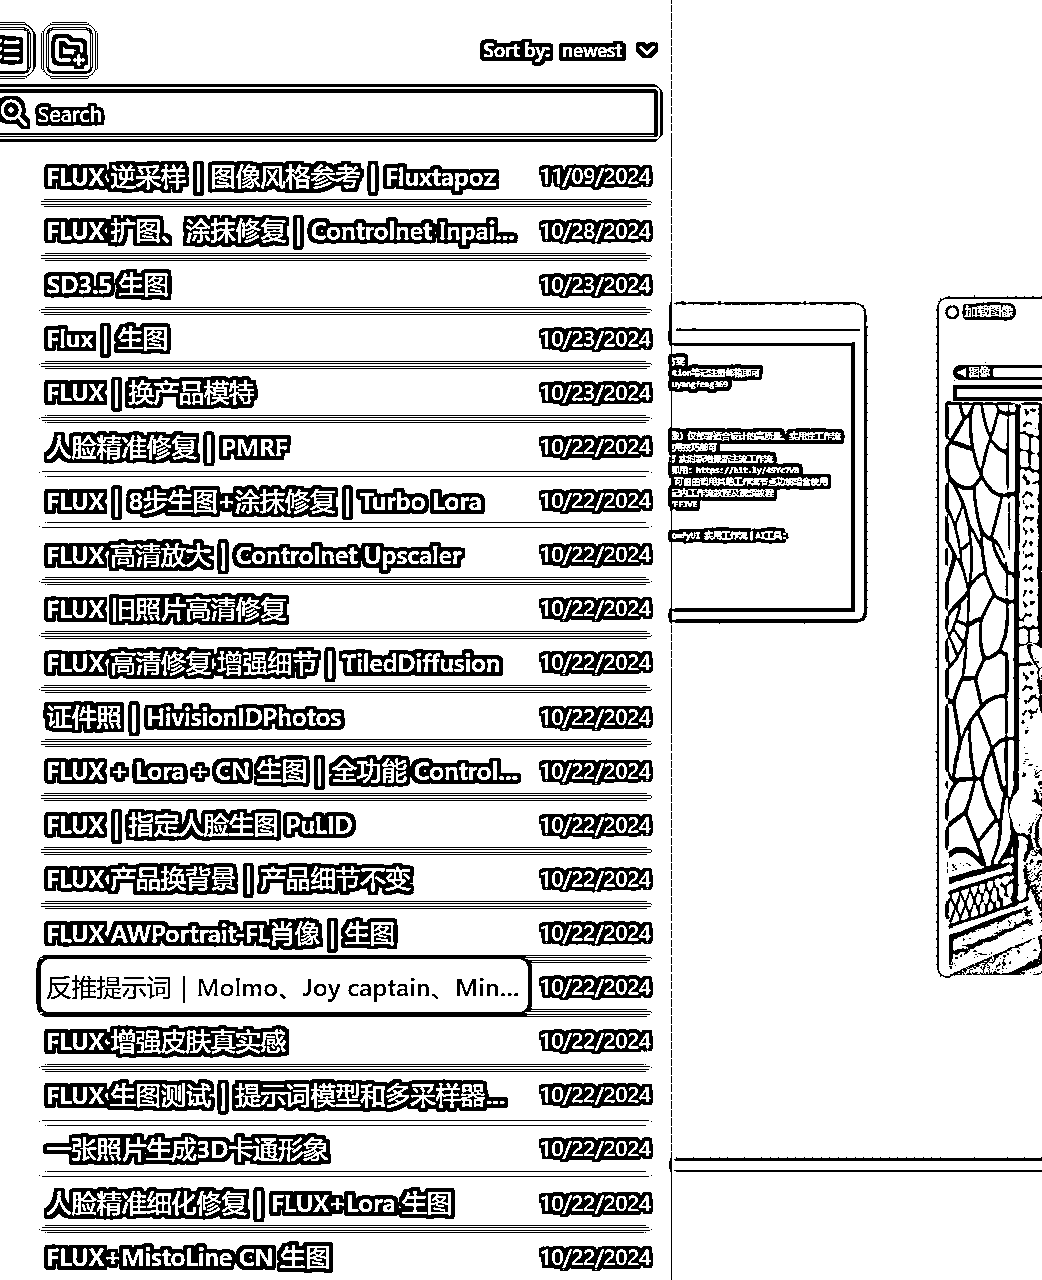 Sort by: newest
Search
FLUX 逆采样 | 图像风格参考 | Fluxtapoz 11/09/2024
FLUX 扩图、涂抹修复 | Controlnet Inpai... 10/28/2024
SD3.5 生图 10/23/2024
Flux | 生图 10/23/2024
FLUX | 换产品模特 10/23/2024
人脸精准修复 | PMRF 10/22/2024
FLUX | 8步生图+涂抹修复 | Turbo Lora 10/22/2024
FLUX 高清放大 | Controlnet Upscaler 10/22/2024
FLUX 旧照片高清修复 10/22/2024
FLUX 高清修复 增强细节 | TiledDiffusion 10/22/2024
证件照 | HivisionIDPhotos 10/22/2024
FLUX + Lora + CN 生图 | 全功能 Control... 10/22/2024
FLUX | 指定人脸生图 PuLID 10/22/2024
FLUX 产品换背景 | 产品细节不变 10/22/2024
FLUX AWPortrait-FL肖像 | 生图 10/22/2024
反推提示词 | Molmo、Joy captain、Min... 10/22/2024
FLUX 增强皮肤真实感 10/22/2024
FLUX 生图测试 | 提示词模型和多采样器... 10/22/2024
一张照片生成3D卡通形象 10/22/2024
人脸精准细化修复 | FLUX+Lora 生图 10/22/2024
FLUX+MistoLine CN 生图 10/22/2024
加载图像
图像